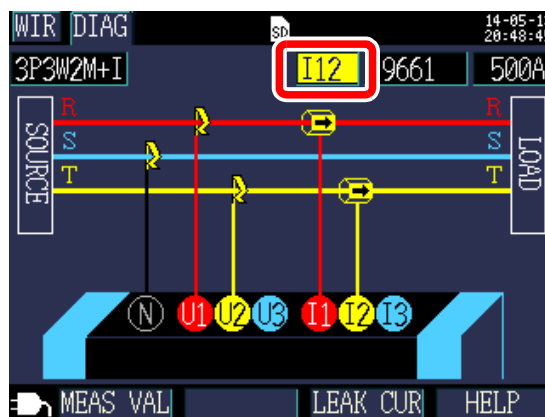 WIR DIAG SD 14-05-1
20:48:4
3P3W2M+I I12 9661 500A
R R
S S
T T
SOURCE LOAD
N U1 U2 U3 I1 I2 I3
MEAS VAL LEAK CUR HELP